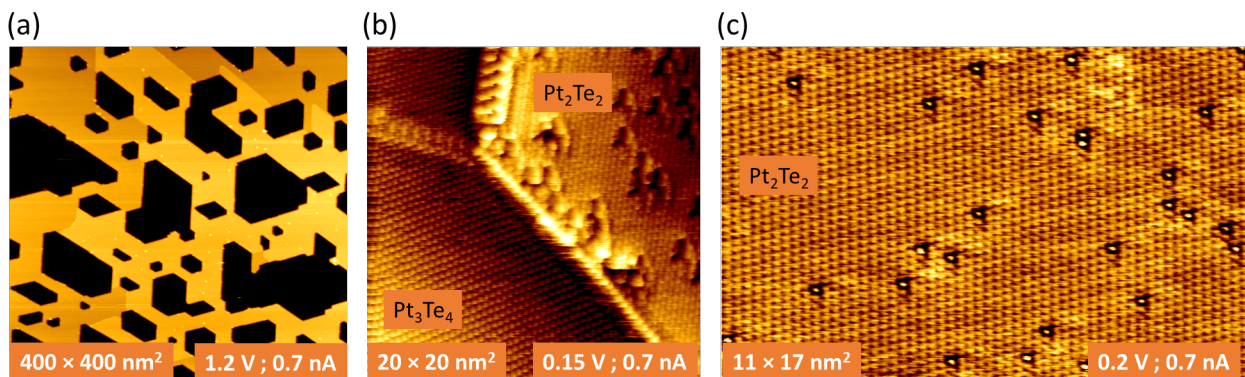 (a)
400 × 400 nm²
1.2 V ; 0.7 nA
(b)
Pt₂Te₂
Pt₃Te₄
20 × 20 nm²
0.15 V ; 0.7 nA
(c)
Pt₂Te₂
11 × 17 nm²
0.2 V ; 0.7 nA